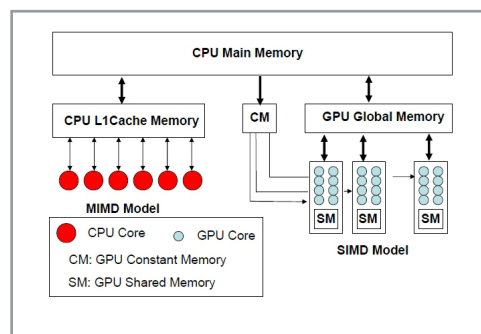 CPU Main Memory
CPU L1Cache Memory
CM
GPU Global Memory
SM
SM
SM
MIMD Model
SIMD Model
CPU Core
GPU Core
CM: GPU Constant Memory
SM: GPU Shared Memory